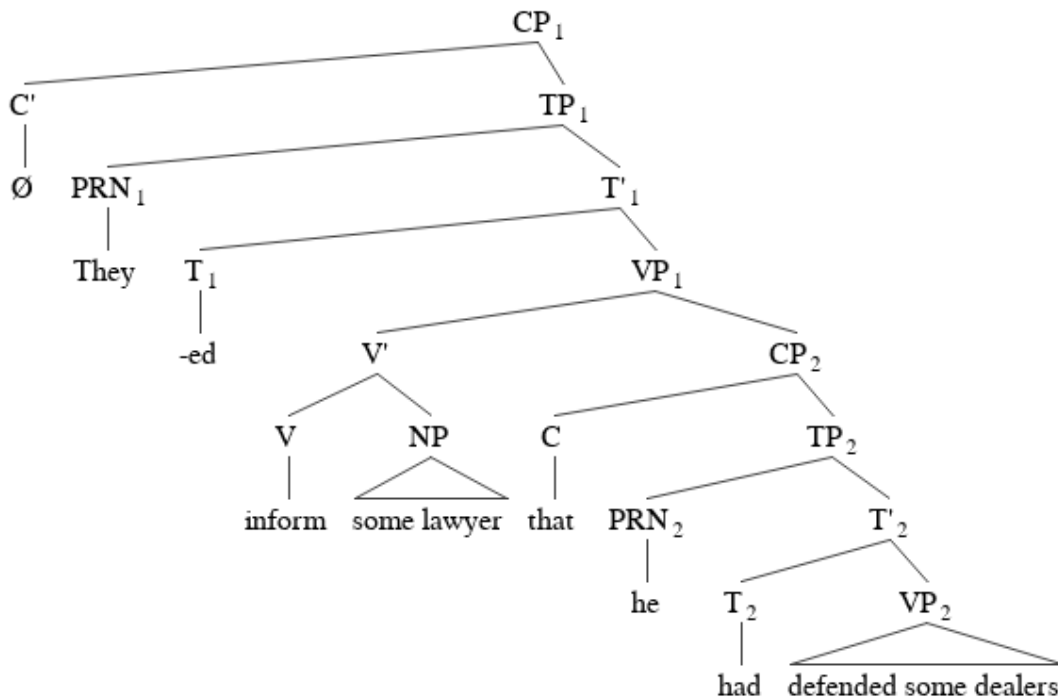 CP₁
C' TP₁
Ø PRN₁ T'₁
They T₁ VP₁
-ed V' CP₂
V NP C TP₂
inform some lawyer that PRN₂ T'₂
he T₂ VP₂
had defended some dealers